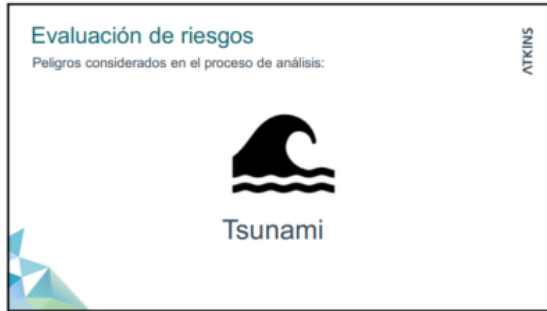 Evaluación de riesgos
Peligros considerados en el proceso de análisis:
ATKINS
Tsunami